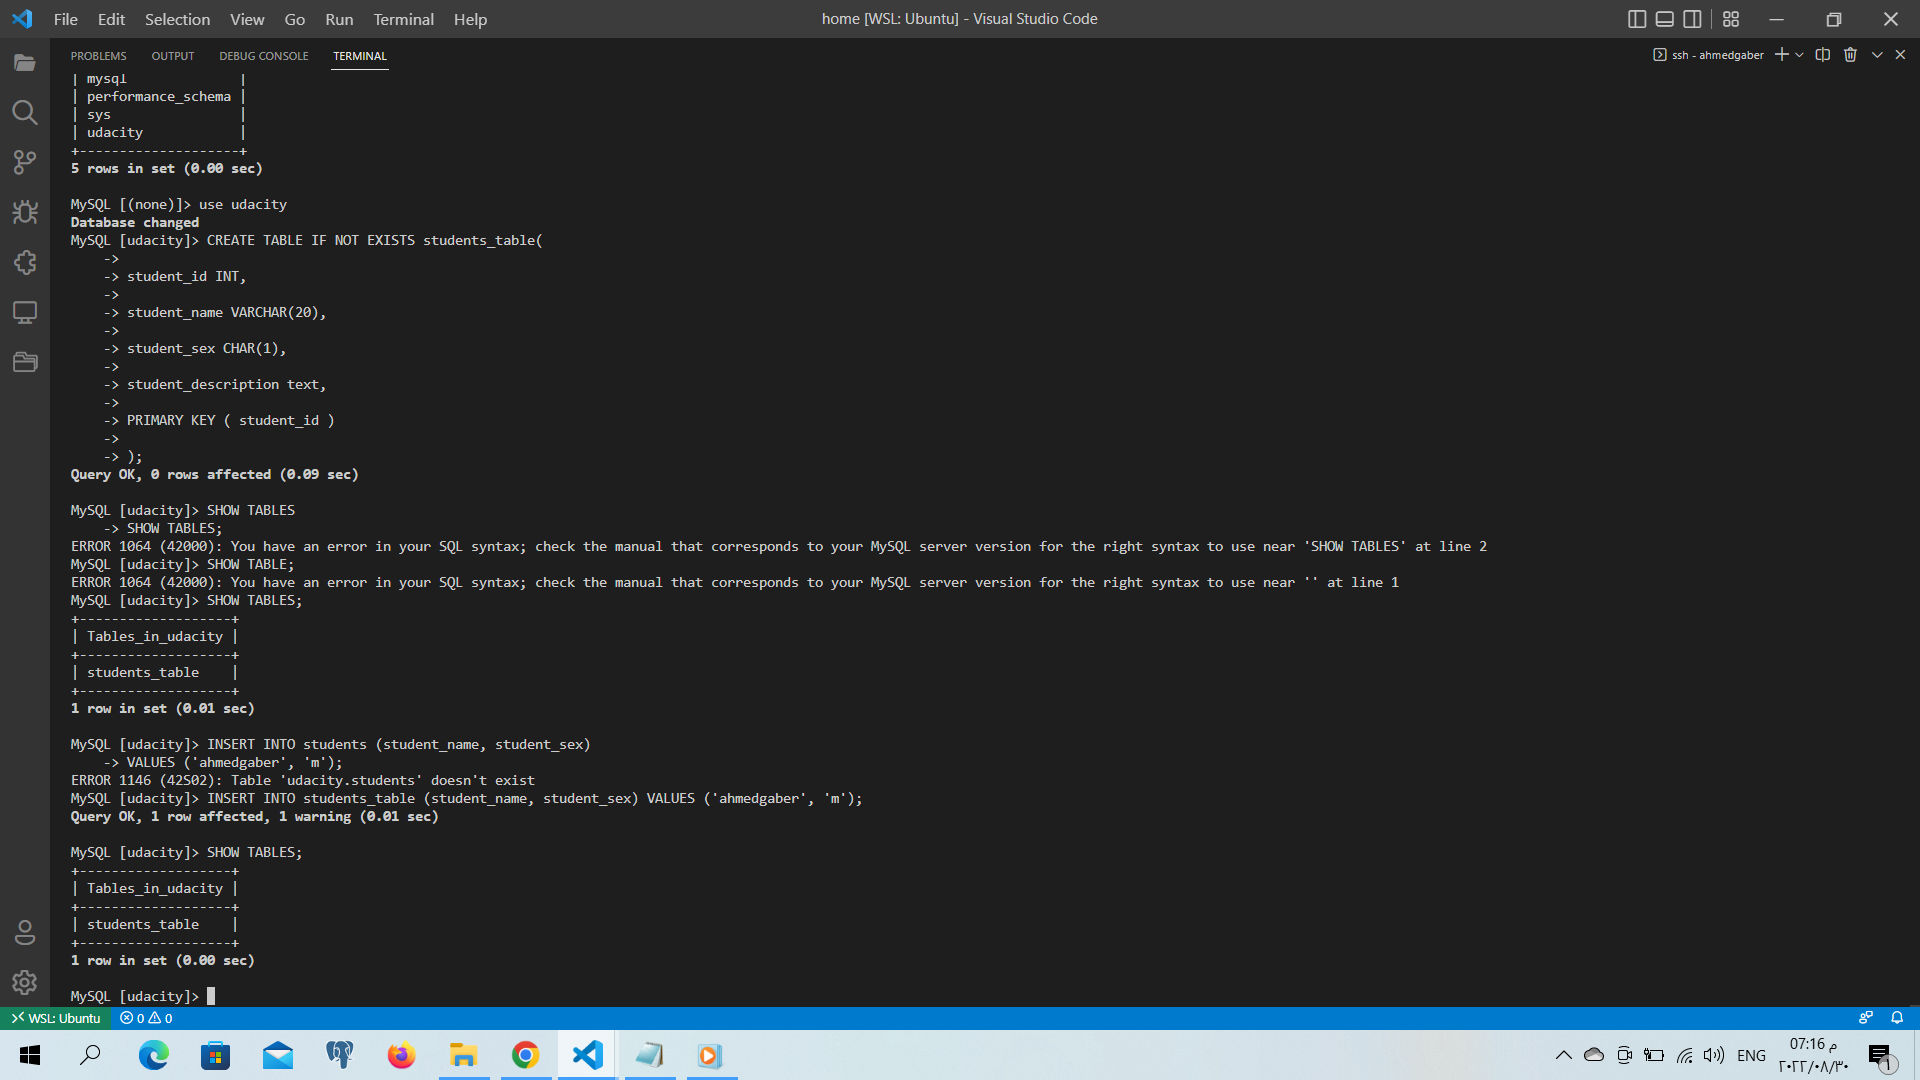 File Edit Selection View Go Run Terminal Help
home [WSL: Ubuntu] - Visual Studio Code
PROBLEMS OUTPUT DEBUG CONSOLE TERMINAL
ssh - ahmedgaber
| mysql |
| performance_schema |
| sys |
| udacity |
+--------------------+
5 rows in set (0.00 sec)
MySQL [(none)]> use udacity
Database changed
MySQL [udacity]> CREATE TABLE IF NOT EXISTS students_table(
->
-> student_id INT,
->
-> student_name VARCHAR(20),
->
-> student_sex CHAR(1),
->
-> student_description text,
->
-> PRIMARY KEY ( student_id )
->
-> );
Query OK, 0 rows affected (0.09 sec)
MySQL [udacity]> SHOW TABLES
-> SHOW TABLES;
ERROR 1064 (42000): You have an error in your SQL syntax; check the manual that corresponds to your MySQL server version for the right syntax to use near 'SHOW TABLES' at line 2
MySQL [udacity]> SHOW TABLE;
ERROR 1064 (42000): You have an error in your SQL syntax; check the manual that corresponds to your MySQL server version for the right syntax to use near '' at line 1
MySQL [udacity]> SHOW TABLES;
+-------------------+
| Tables_in_udacity |
+-------------------+
| students_table    |
+-------------------+
1 row in set (0.01 sec)
MySQL [udacity]> INSERT INTO students (student_name, student_sex)
-> VALUES ('ahmedgaber', 'm');
ERROR 1146 (42S02): Table 'udacity.students' doesn't exist
MySQL [udacity]> INSERT INTO students_table (student_name, student_sex) VALUES ('ahmedgaber', 'm');
Query OK, 1 row affected, 1 warning (0.01 sec)
MySQL [udacity]> SHOW TABLES;
+-------------------+
| Tables_in_udacity |
+-------------------+
| students_table    |
+-------------------+
1 row in set (0.00 sec)
MySQL [udacity]>
WSL: Ubuntu 0 0
ENG
07:16 م
٢٠٢٢/٠٨/٣٠
١